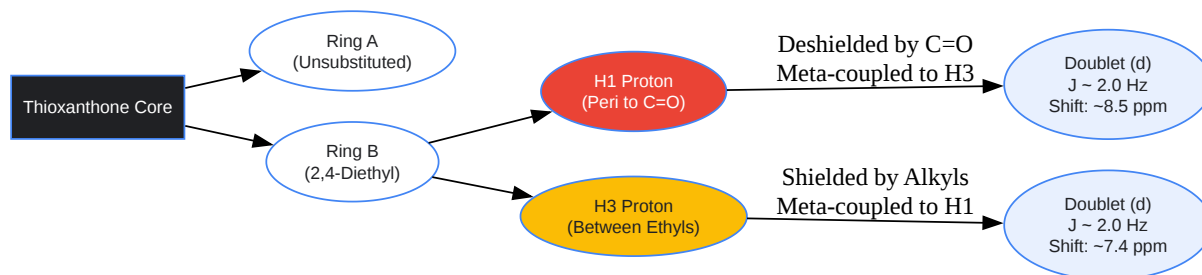 Thioxanthone Core
Ring A
(Unsubstituted)
Ring B
(2,4-Diethyl)
H1 Proton
(Peri to C=O)
Deshielded by C=O
Meta-coupled to H3
Doublet (d)
J ~ 2.0 Hz
Shift: ~8.5 ppm
H3 Proton
(Between Ethyls)
Shielded by Alkyls
Meta-coupled to H1
Doublet (d)
J ~ 2.0 Hz
Shift: ~7.4 ppm